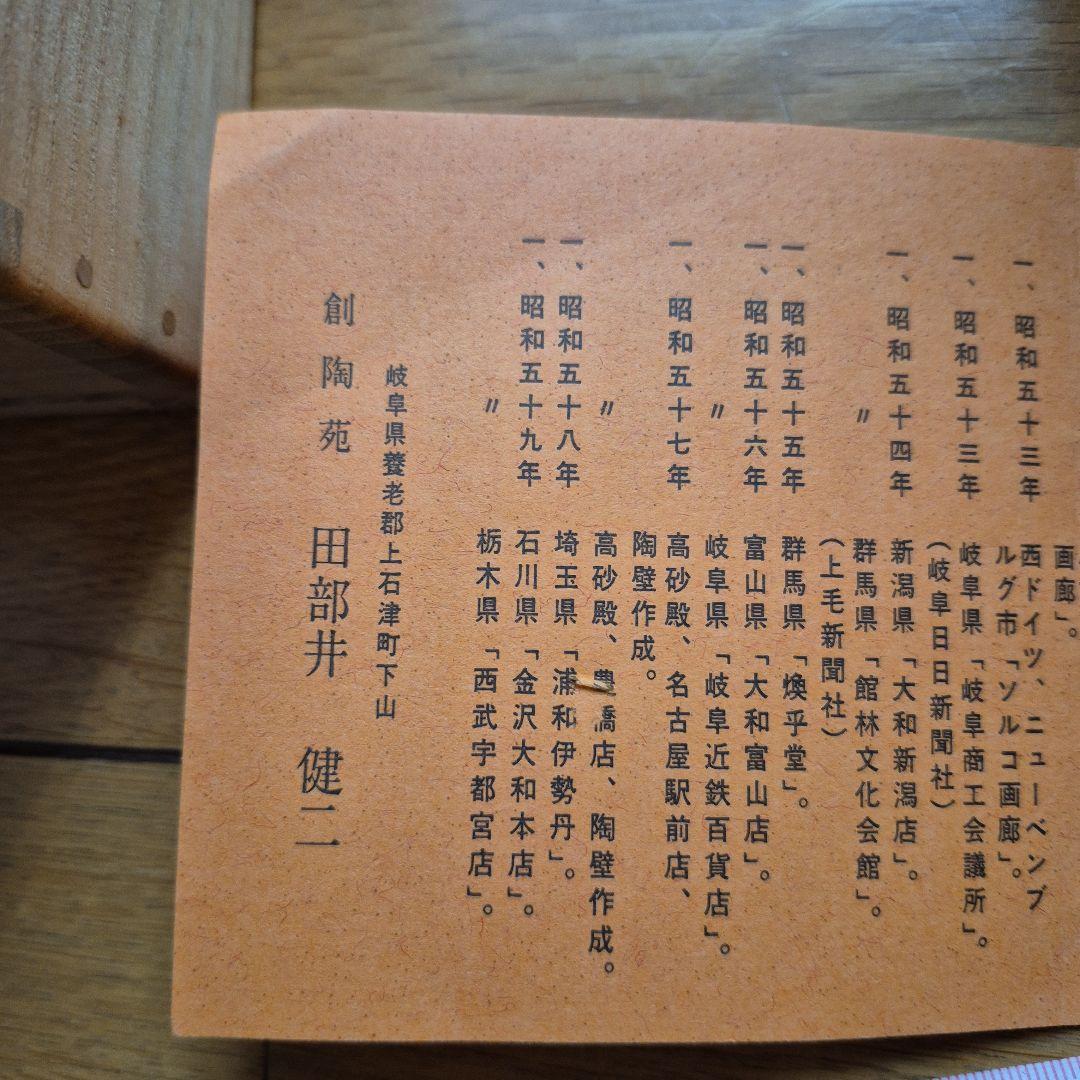 画廊」。
一、昭和五十三年 西ドイツ、ニューベンブ
ルグ市「ソルコ画廊」。
一、昭和五十三年 岐阜県「岐阜商工会議所」。
(岐阜日日新聞社)
一、昭和五十四年 新潟県「大和新潟店」。
〃 群馬県「館林文化会館」。
(上毛新聞社)
一、昭和五十五年 群馬県「煥乎堂」。
一、昭和五十六年 富山県「大和富山店」。
〃 岐阜県「岐阜近鉄百貨店」。
一、昭和五十七年 高砂殿、名古屋駅前店、
陶壁作成。
〃 高砂殿、豊橋店、陶壁作成。
一、昭和五十八年 埼玉県「浦和伊勢丹」。
一、昭和五十九年 石川県「金沢大和本店」。
〃 栃木県「西武宇都宮店」。
岐阜県養老郡上石津町下山
創陶苑 田部井 健二